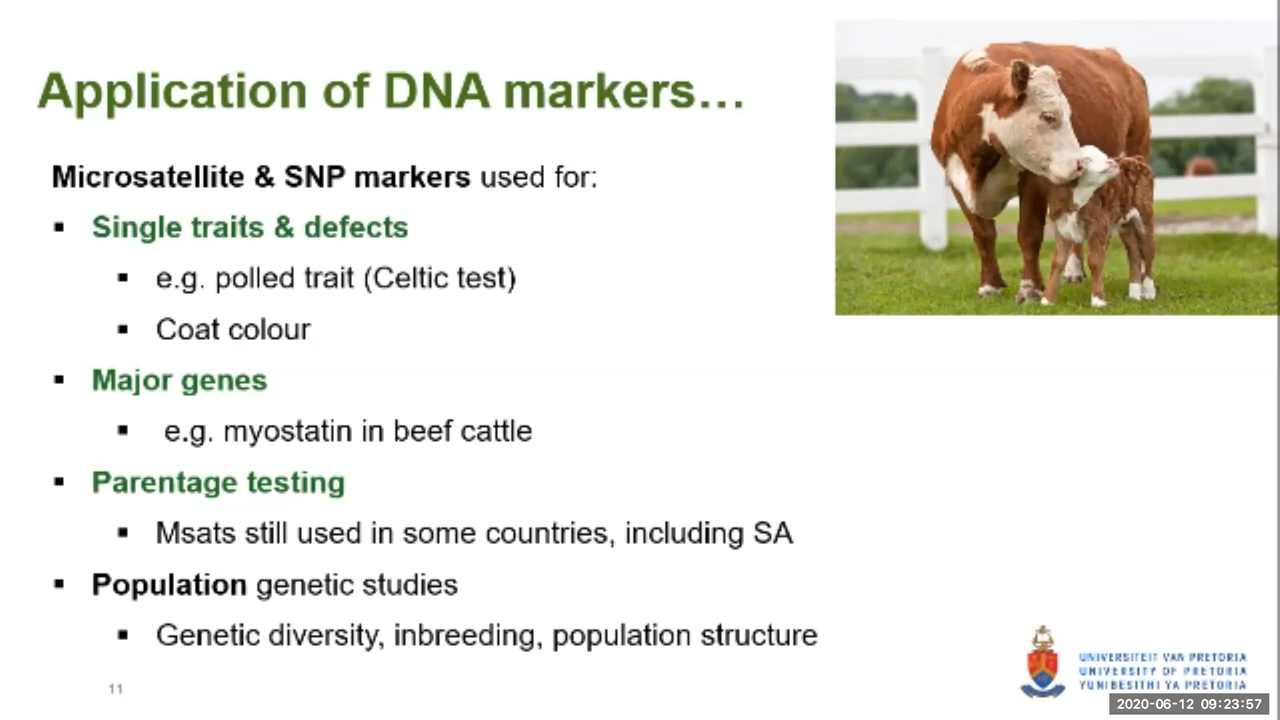 Application of DNA markers…
Microsatellite & SNP markers used for:
▪ Single traits & defects
▪ e.g. polled trait (Celtic test)
▪ Coat colour
▪ Major genes
▪ e.g. myostatin in beef cattle
▪ Parentage testing
▪ Msats still used in some countries, including SA
▪ Population genetic studies
▪ Genetic diversity, inbreeding, population structure
11
UNIVERSITEIT VAN PRETORIA
UNIVERSITY OF PRETORIA
YUNIBESITHI YA PRETORIA
2020-06-12 09:23:57